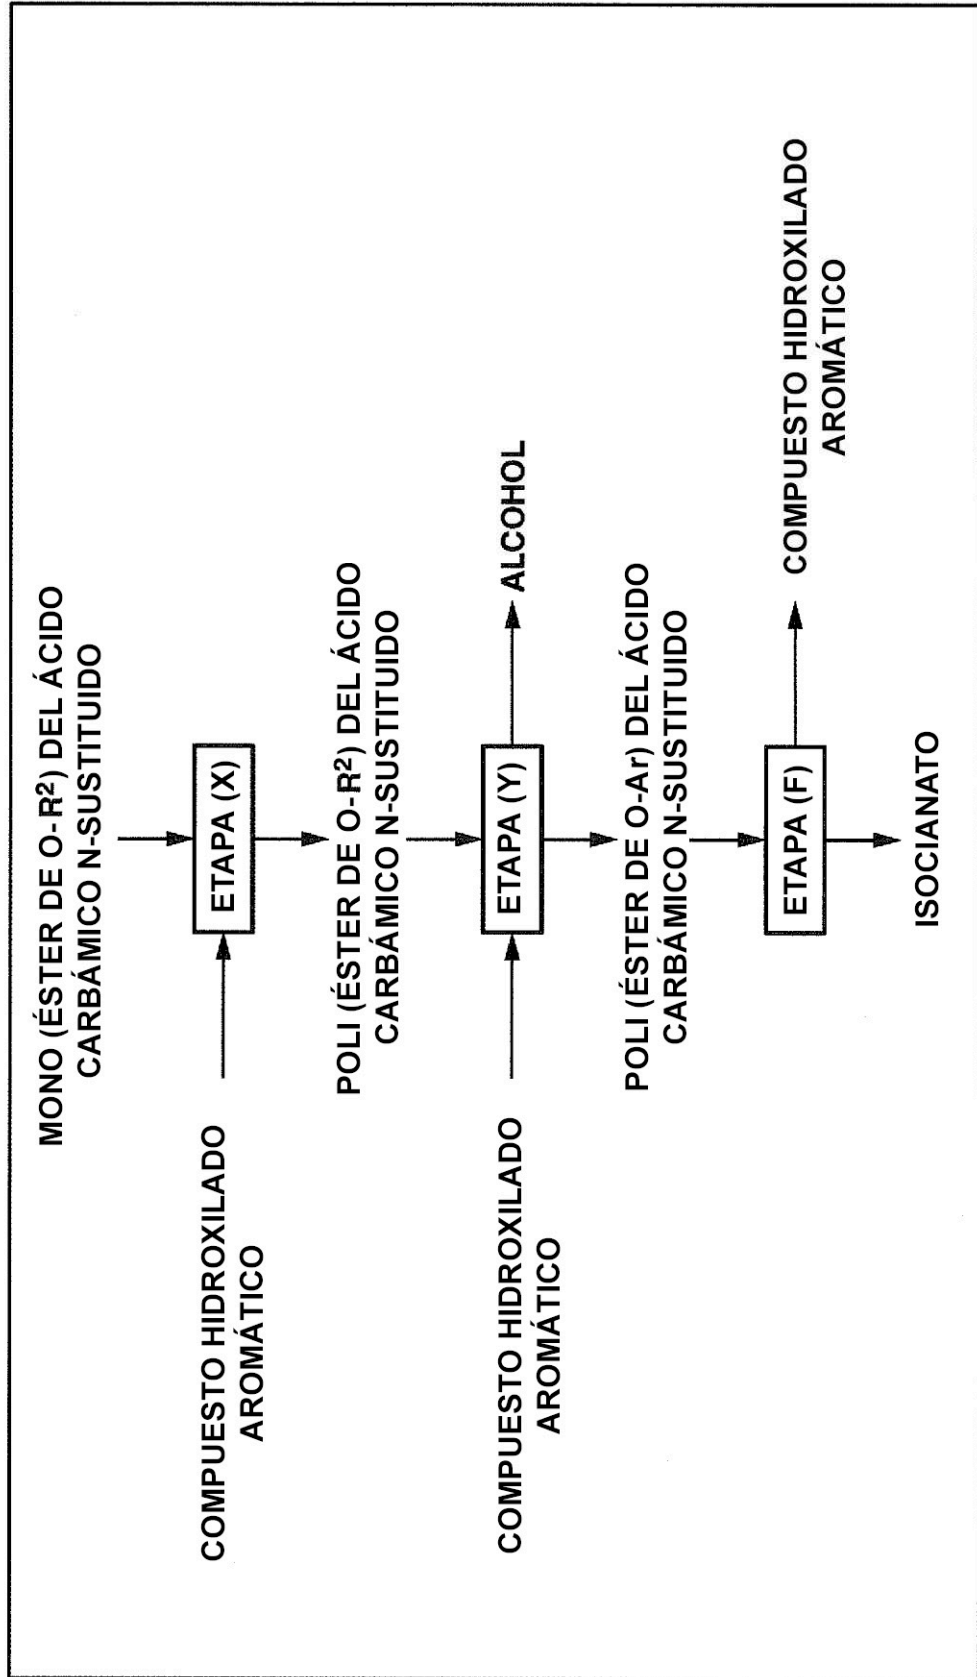 MONO (ÉSTER DE O-R²) DEL ÁCIDO
CARBÁMICO N-SUSTITUIDO
COMPUESTO HIDROXILADO
AROMÁTICO
ETAPA (X)
POLI (ÉSTER DE O-R²) DEL ÁCIDO
CARBÁMICO N-SUSTITUIDO
COMPUESTO HIDROXILADO
AROMÁTICO
ETAPA (Y)
ALCOHOL
POLI (ÉSTER DE O-Ar) DEL ÁCIDO
CARBÁMICO N-SUSTITUIDO
ETAPA (F)
COMPUESTO HIDROXILADO
AROMÁTICO
ISOCIANATO